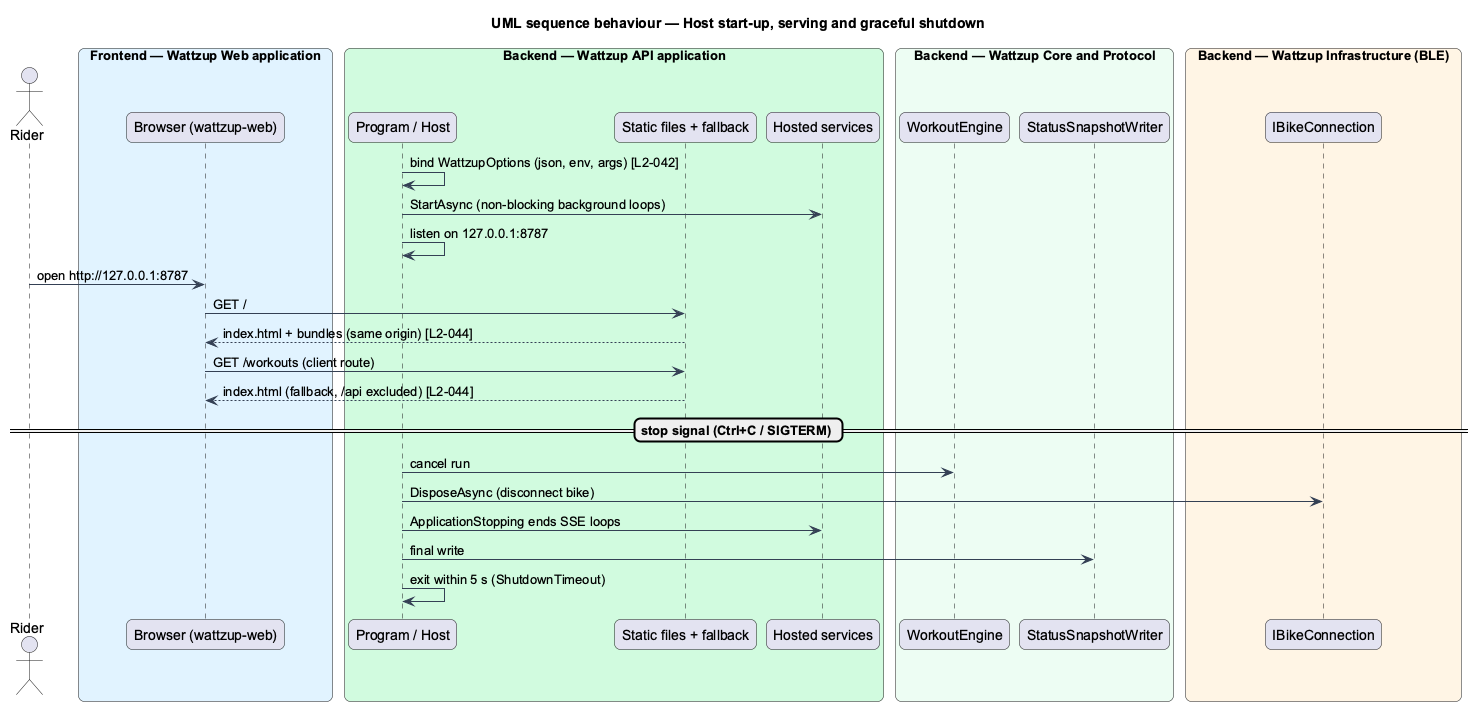 UML sequence behaviour — Host start-up, serving and graceful shutdown
Frontend — Wattzup Web application
Backend — Wattzup API application
Backend — Wattzup Core and Protocol
Backend — Wattzup Infrastructure (BLE)
Rider
Browser (wattzup-web)
Program / Host
Static files + fallback
Hosted services
WorkoutEngine
StatusSnapshotWriter
IBikeConnection
bind WattzupOptions (json, env, args) [L2-042]
StartAsync (non-blocking background loops)
listen on 127.0.0.1:8787
open http://127.0.0.1:8787
GET /
index.html + bundles (same origin) [L2-044]
GET /workouts (client route)
index.html (fallback, /api excluded) [L2-044]
stop signal (Ctrl+C / SIGTERM)
cancel run
DisposeAsync (disconnect bike)
ApplicationStopping ends SSE loops
final write
exit within 5 s (ShutdownTimeout)
Rider
Browser (wattzup-web)
Program / Host
Static files + fallback
Hosted services
WorkoutEngine
StatusSnapshotWriter
IBikeConnection